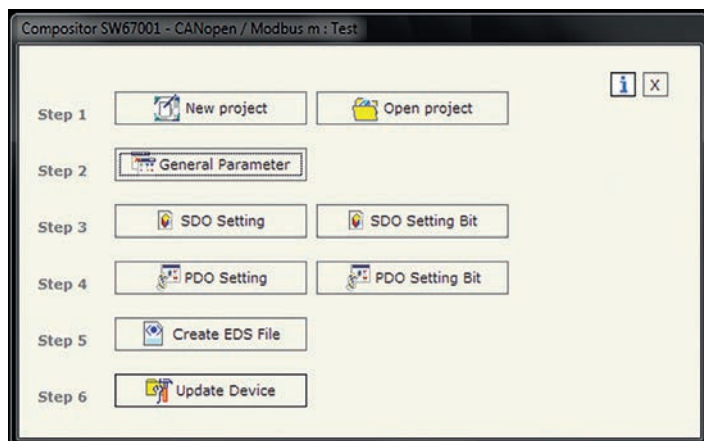 Compositor SW67001 - CANopen / Modbus m : Test
i X
Step 1 New project Open project
Step 2 General Parameter
Step 3 SDO Setting SDO Setting Bit
Step 4 PDO Setting PDO Setting Bit
Step 5 Create EDS File
Step 6 Update Device